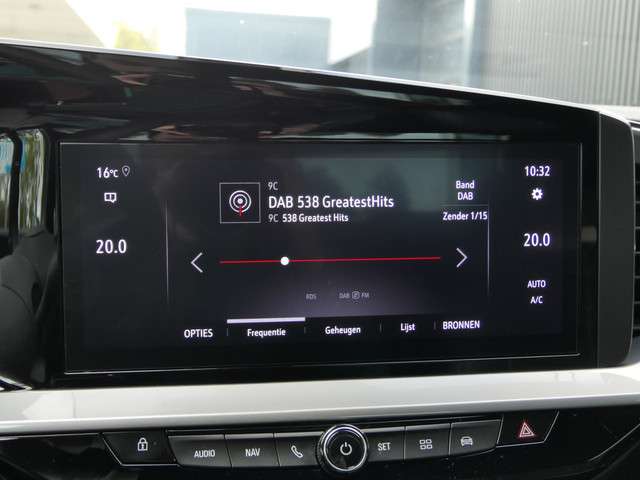 16°C
10:32
9C
DAB 538 GreatestHits
9C 538 Greatest Hits
Band
DAB
Zender 1/15
20.0
20.0
RDS DAB FM
AUTO
A/C
OPTIES Frequentie Geheugen Lijst BRONNEN
AUDIO NAV SET